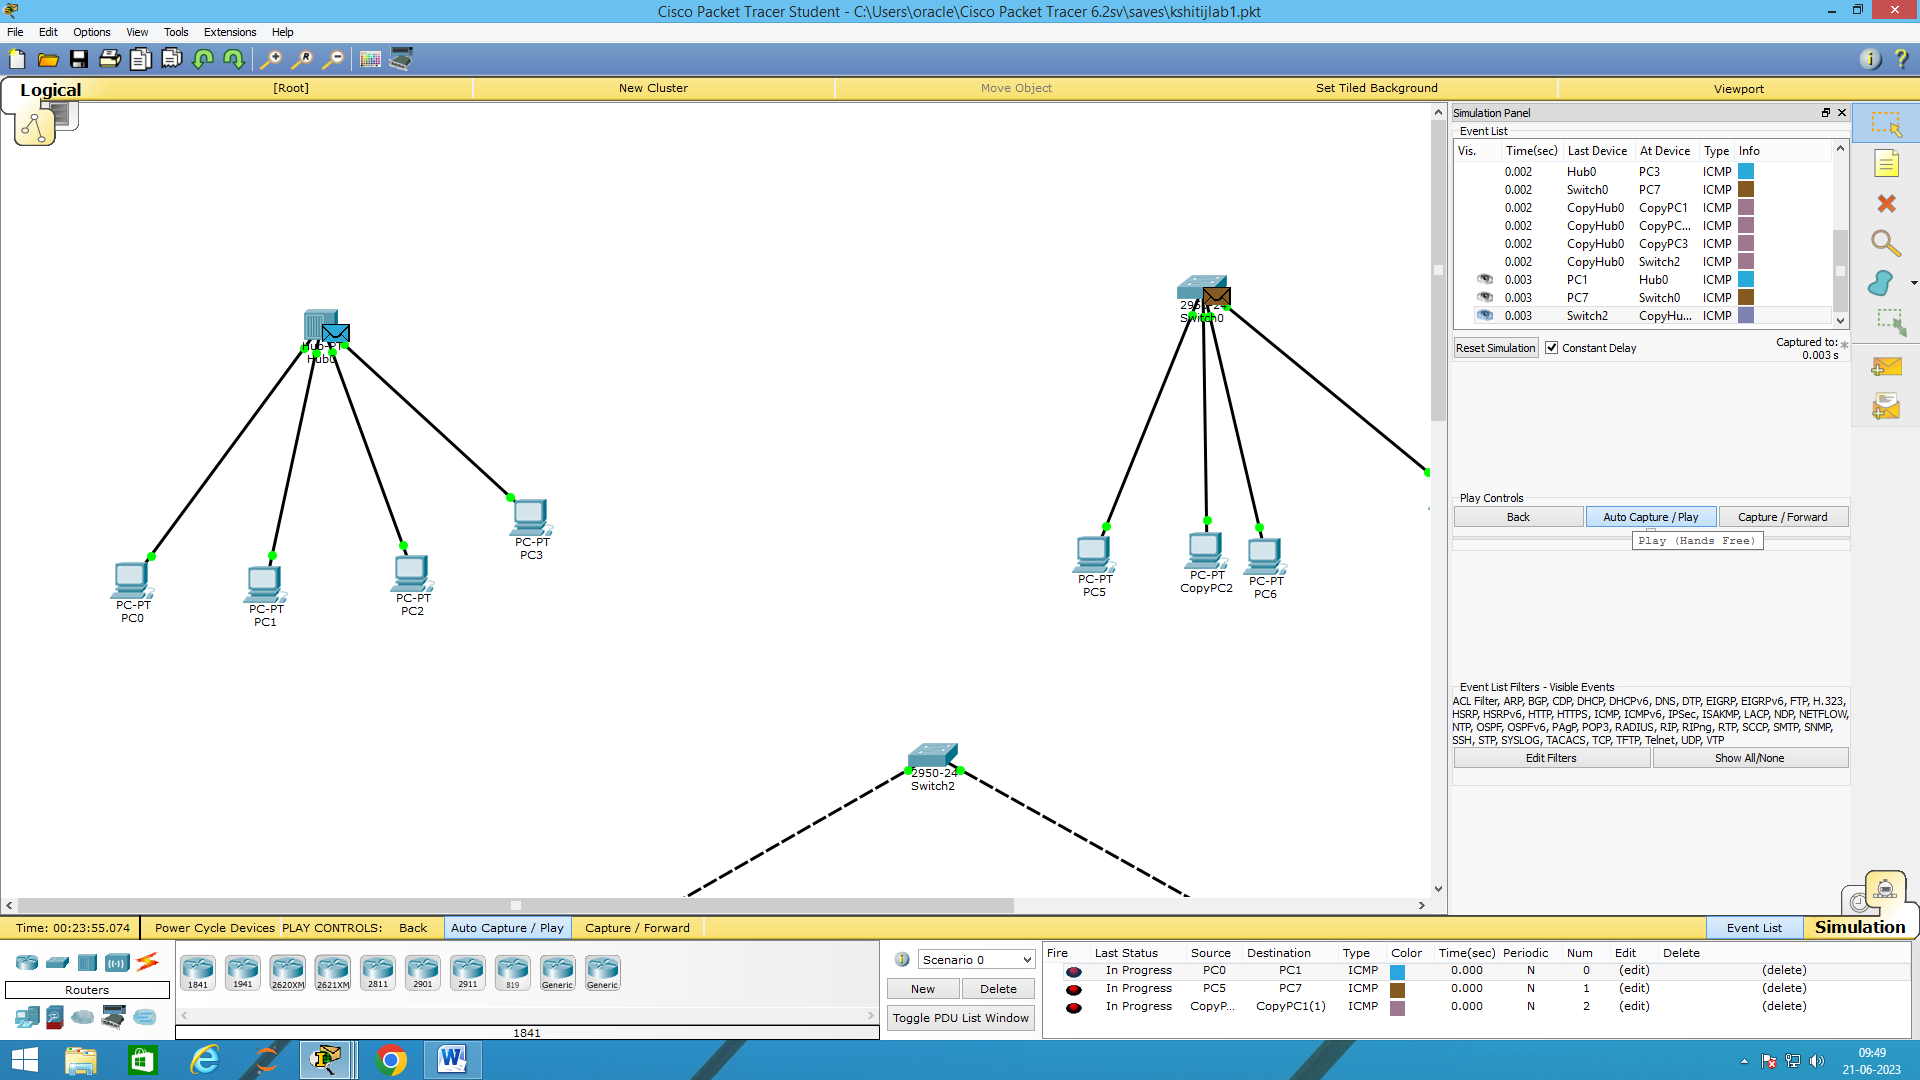 Cisco Packet Tracer Student - C:\Users\oracle\Cisco Packet Tracer 6.2sv\saves\kshitijlab1.pkt
File Edit Options View Tools Extensions Help
Logical [Root] New Cluster Move Object Set Tiled Background Viewport
Simulation Panel
Event List
Vis. Time(sec) Last Device At Device Type Info
0.002 Hub0 PC3 ICMP
0.002 Switch0 PC7 ICMP
0.002 CopyHub0 CopyPC1 ICMP
0.002 CopyHub0 CopyPC... ICMP
0.002 CopyHub0 CopyPC3 ICMP
0.002 CopyHub0 Switch2 ICMP
0.003 PC1 Hub0 ICMP
0.003 PC7 Switch0 ICMP
0.003 Switch2 CopyHu... ICMP
Reset Simulation Constant Delay Captured to:
0.003 s
Hub-PT
Hub0
Switch0
PC-PT
PC0
PC-PT
PC1
PC-PT
PC2
PC-PT
PC3
PC-PT
PC5
PC-PT
CopyPC2
PC-PT
PC6
2950-24
Switch2
Play Controls
Back Auto Capture / Play Capture / Forward
Play (Hands Free)
Event List Filters - Visible Events
ACL Filter, ARP, BGP, CDP, DHCP, DHCPv6, DNS, DTP, EIGRP, EIGRPv6, FTP, H.323,
HSRP, HSRPv6, HTTP, HTTPS, ICMP, ICMPv6, IPSec, ISAKMP, LACP, NDP, NETFLOW,
NTP, OSPF, OSPFv6, PAgP, POP3, RADIUS, RIP, RIPng, RTP, SCCP, SMTP, SNMP,
SSH, STP, SYSLOG, TACACS, TCP, TFTP, Telnet, UDP, VTP
Edit Filters Show All/None
Time: 00:23:55.074 Power Cycle Devices PLAY CONTROLS: Back Auto Capture / Play Capture / Forward Event List Simulation
Routers
1841 1941 2620XM 2621XM 2811 2901 2911 819 Generic Generic
1841
Scenario 0
New Delete
Toggle PDU List Window
Fire Last Status Source Destination Type Color Time(sec) Periodic Num Edit Delete
In Progress PC0 PC1 ICMP 0.000 N 0 (edit) (delete)
In Progress PC5 PC7 ICMP 0.000 N 1 (edit) (delete)
In Progress CopyP... CopyPC1(1) ICMP 0.000 N 2 (edit) (delete)
09:49
21-06-2023